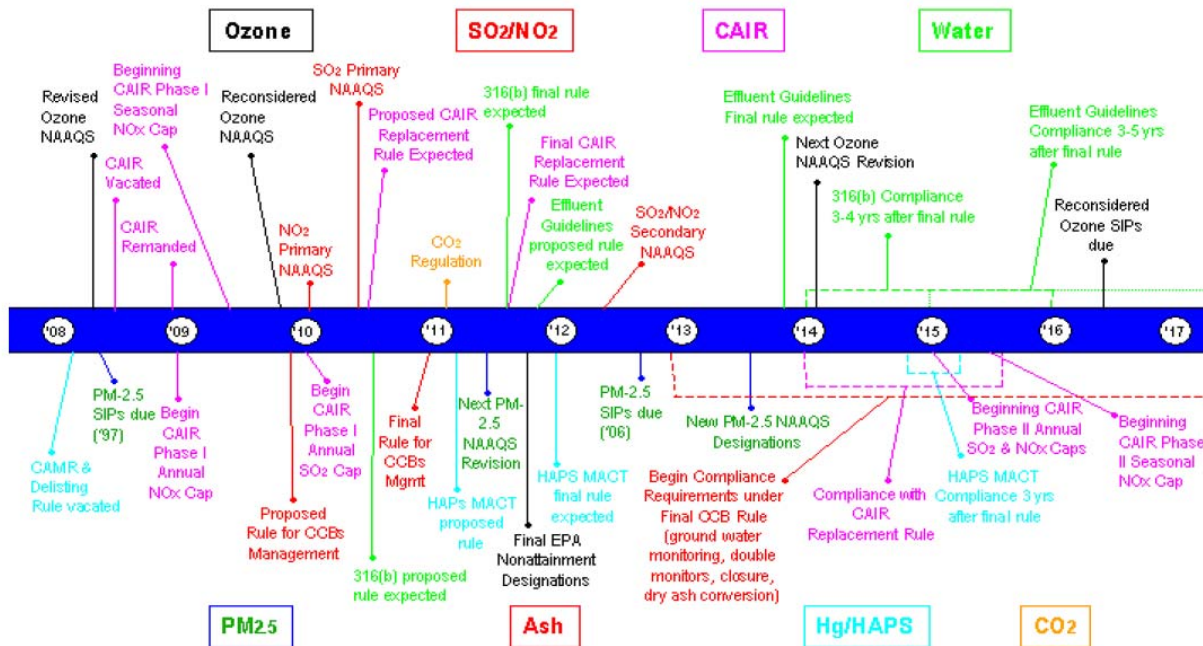 Ozone
SO2/NO2
CAIR
Water
Revised
Ozone
NAAQS
CAIR
Vacated
CAIR
Remanded
Beginning
CAIR Phase I
Seasonal
NOx Cap
Reconsidered
Ozone
NAAQS
NO2
Primary
NAAQS
SO2 Primary
NAAQS
Proposed CAIR
Replacement
Rule Expected
CO2
Regulation
316(b) final rule
expected
Final CAIR
Replacement
Rule Expected
Effluent
Guidelines
proposed rule
expected
SO2/NO2
Secondary
NAAQS
Effluent Guidelines
Final rule expected
Next Ozone
NAAQS Revision
316(b) Compliance
3-4 yrs after final rule
Effluent Guidelines
Compliance 3-5 yrs
after final rule
Reconsidered
Ozone SIPs
due
'08
'09
'10
'11
'12
'13
'14
'15
'16
'17
CAMR &
Delisting
Rule vacated
PM-2.5
SIPs due
('97)
Begin
CAIR
Phase I
Annual
NOx Cap
Proposed
Rule for CCBs
Management
Begin
CAIR
Phase I
Annual
SO2 Cap
316(b) proposed
rule expected
Final
Rule for
CCBs
Mgmt
HAPs MACT
proposed
rule
Next PM-
2.5
NAAQS
Revision
Final EPA
Nonattainment
Designations
HAPS MACT
final rule
expected
PM-2.5
SIPs due
('06)
Begin Compliance
Requirements under
Final CCB Rule
(ground water
monitoring, double
monitors, closure,
dry ash conversion)
New PM-2.5 NAAQS
Designations
Compliance with
CAIR
Replacement Rule
Beginning CAIR
Phase II Annual
SO2 & NOx Caps
HAPS MACT
Compliance 3 yrs
after final rule
Beginning
CAIR Phase
II Seasonal
NOx Cap
PM2.5
Ash
Hg/HAPS
CO2